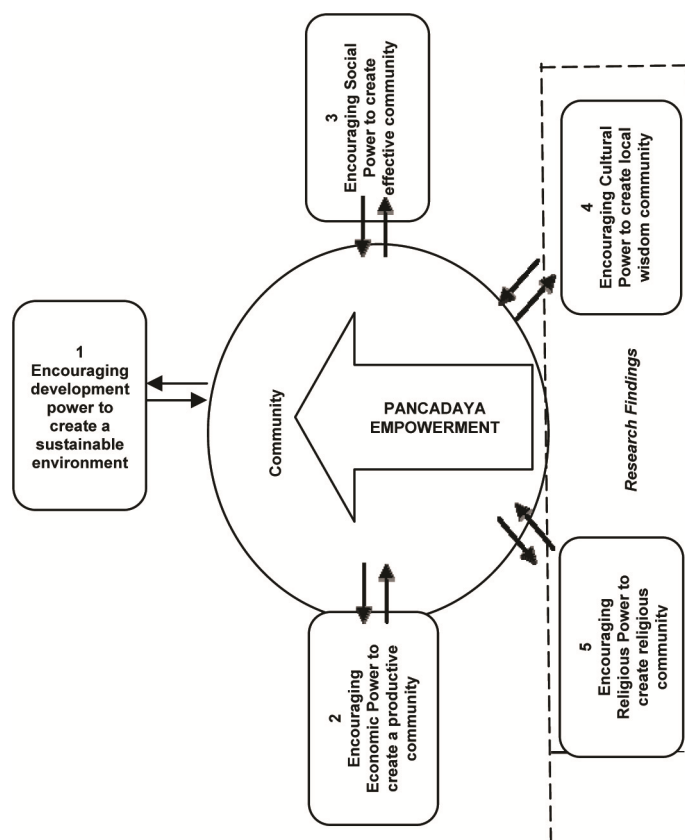 1
Encouraging
development
power to
create a
sustainable
environment
2
Encouraging
Economic Power to
create a productive
community
3
Encouraging Social
Power to create
effective community
Community
PANCADAYA
EMPOWERMENT
4
Encouraging Cultural
Power to create local
wisdom community
Research Findings
5
Encouraging
Religious Power to
create religious
community